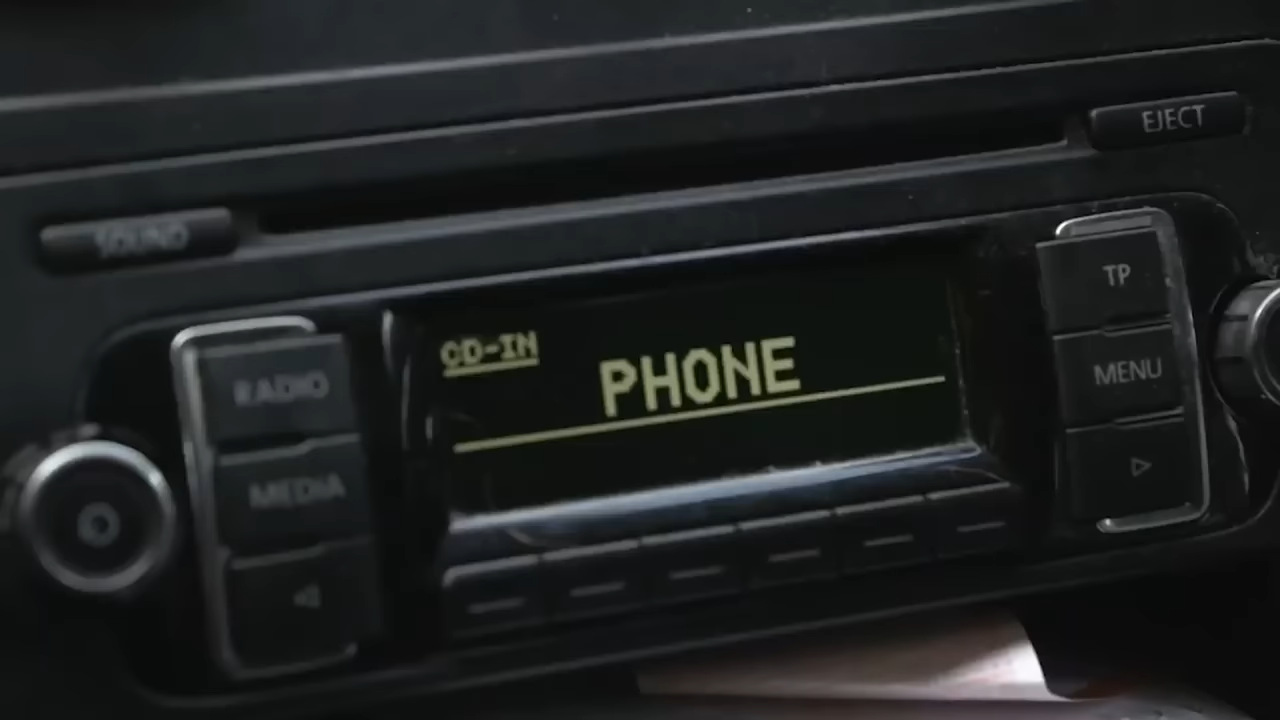 EJECT
SOUND
TP
RADIO
CD-IN
PHONE
MENU
MEDIA